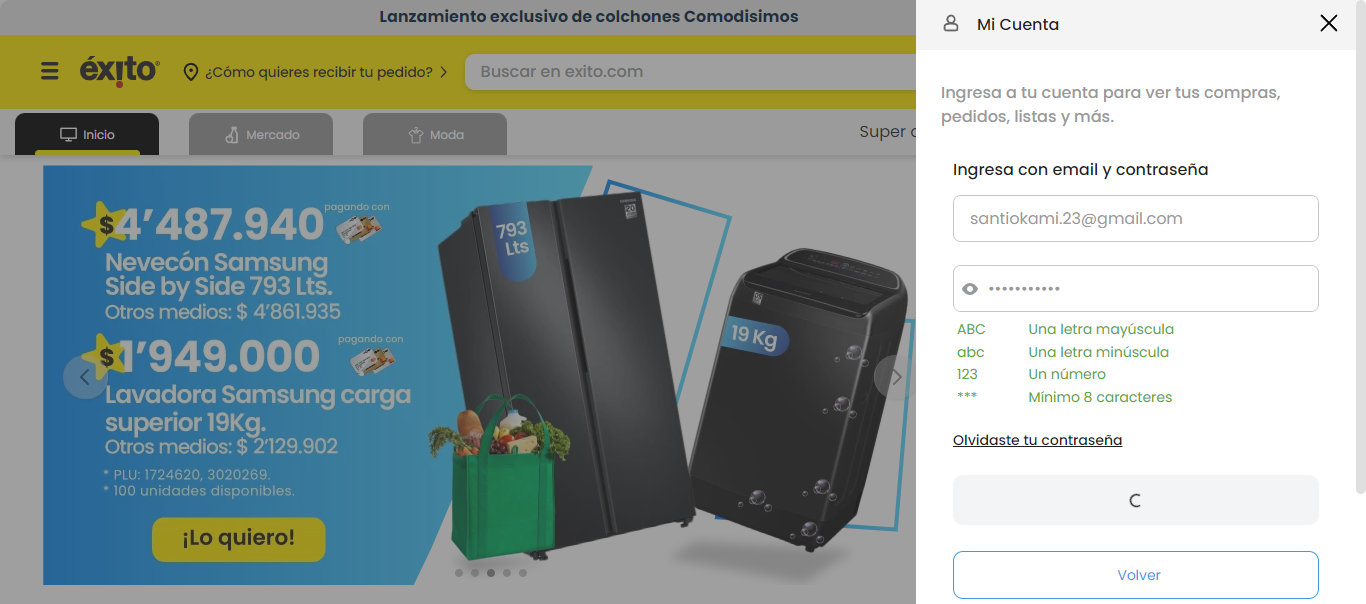 Lanzamiento exclusivo de colchones Comodisimos
éxito
¿Cómo quieres recibir tu pedido?
Buscar en exito.com
Inicio
Mercado
Moda
Super
$4’487.940
pagando con
Nevecón Samsung
Side by Side 793 Lts.
Otros medios: $ 4’861.935
$1’949.000
pagando con
Lavadora Samsung carga
superior 19Kg.
Otros medios: $ 2’129.902
* PLU: 1724620, 3020269.
* 100 unidades disponibles.
¡Lo quiero!
793
Lts
19 Kg
Mi Cuenta
Ingresa a tu cuenta para ver tus compras,
pedidos, listas y más.
Ingresa con email y contraseña
santiokami.23@gmail.com
•••••••••••
ABC Una letra mayúscula
abc Una letra minúscula
123 Un número
*** Mínimo 8 caracteres
Olvidaste tu contraseña
Volver